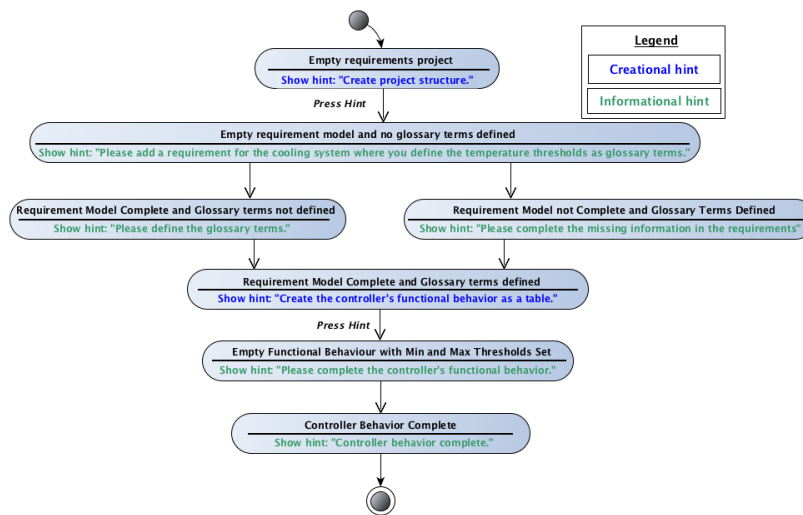 Legend
Creational hint
Informational hint
Empty requirements project
Show hint: "Create project structure."
Press Hint
Empty requirement model and no glossary terms defined
Show hint: "Please add a requirement for the cooling system where you define the temperature thresholds as glossary terms."
Requirement Model Complete and Glossary terms not defined
Show hint: "Please define the glossary terms."
Requirement Model not Complete and Glossary Terms Defined
Show hint: "Please complete the missing information in the requirements"
Requirement Model Complete and Glossary terms defined
Show hint: "Create the controller's functional behavior as a table."
Press Hint
Empty Functional Behaviour with Min and Max Thresholds Set
Show hint: "Please complete the controller's functional behavior."
Controller Behavior Complete
Show hint: "Controller behavior complete."